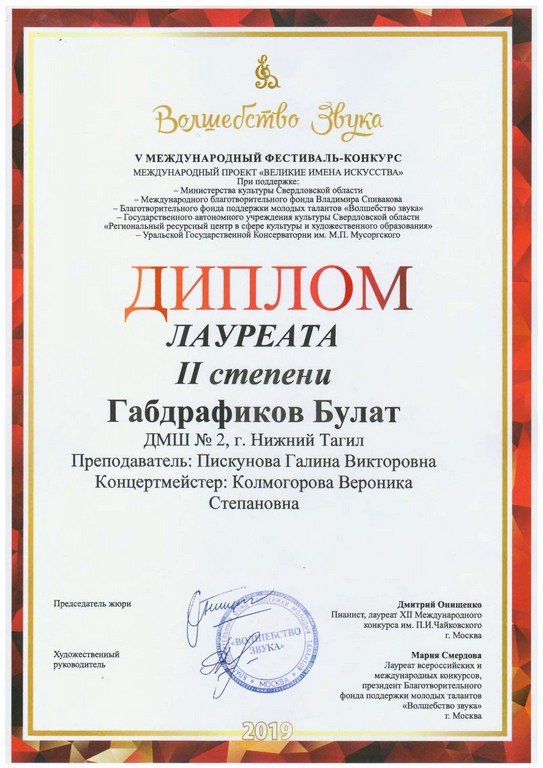 Волшебство Звука
V МЕЖДУНАРОДНЫЙ ФЕСТИВАЛЬ-КОНКУРС
МЕЖДУНАРОДНЫЙ ПРОЕКТ «ВЕЛИКИЕ ИМЕНА ИСКУССТВА»
При поддержке:
– Министерства культуры Свердловской области
– Международного благотворительного фонда Владимира Спивакова
– Благотворительного фонда поддержки молодых талантов «Волшебство звука»
– Государственного автономного учреждения культуры Свердловской области
«Региональный ресурсный центр в сфере культуры и художественного образования»
– Уральской Государственной Консерватории им. М.П. Мусоргского
ДИПЛОМ
ЛАУРЕАТА
II степени
Габдрафиков Булат
ДМШ № 2, г. Нижний Тагил
Преподаватель: Пискунова Галина Викторовна
Концертмейстер: Колмогорова Вероника
Степановна
Председатель жюри
Дмитрий Онищенко
Пианист, лауреат XII Международного
конкурса им. П.И.Чайковского
г. Москва
Художественный
руководитель
Мария Смердова
Лауреат всероссийских и
международных конкурсов,
президент Благотворительного
фонда поддержки молодых талантов
«Волшебство звука»
г. Москва
«ВОЛШЕБСТВО
ЗВУКА»
МОСКВА
2019